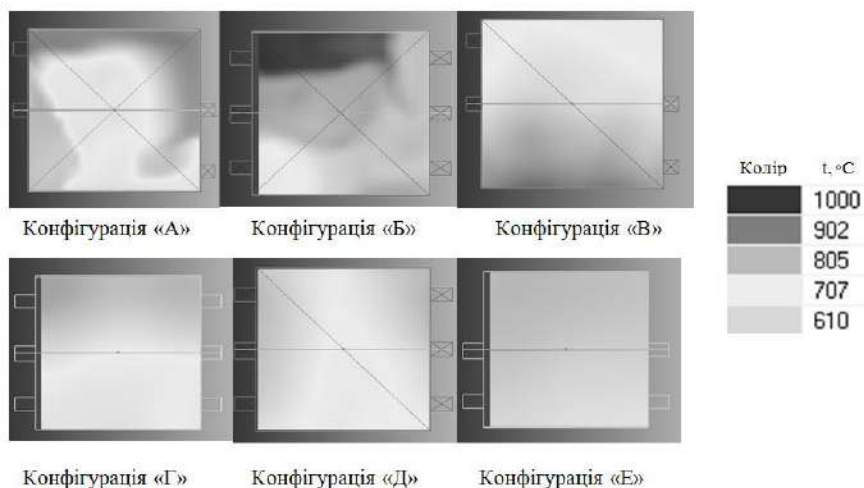 Конфігурація «А» Конфігурація «Б» Конфігурація «В»
Колір t, °C
1000
902
805
707
610
Конфігурація «Г» Конфігурація «Д» Конфігурація «Е»